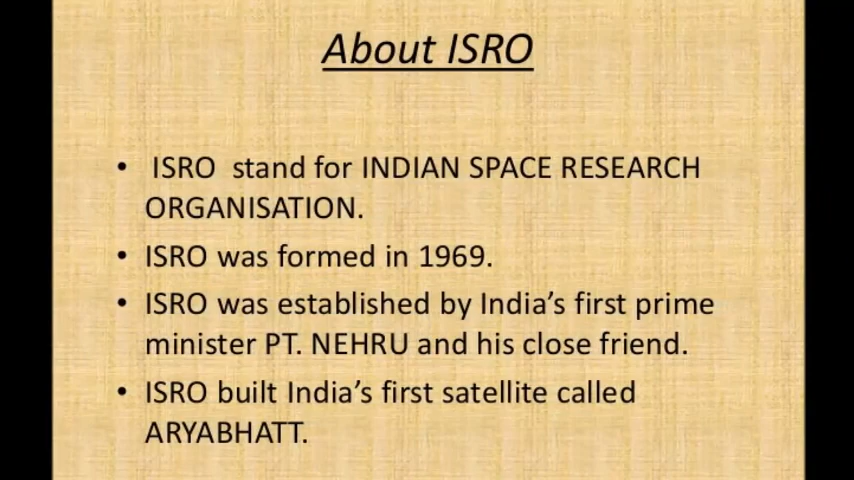 About ISRO
• ISRO stand for INDIAN SPACE RESEARCH
ORGANISATION.
• ISRO was formed in 1969.
• ISRO was established by India's first prime
minister PT. NEHRU and his close friend.
• ISRO built India's first satellite called
ARYABHATT.